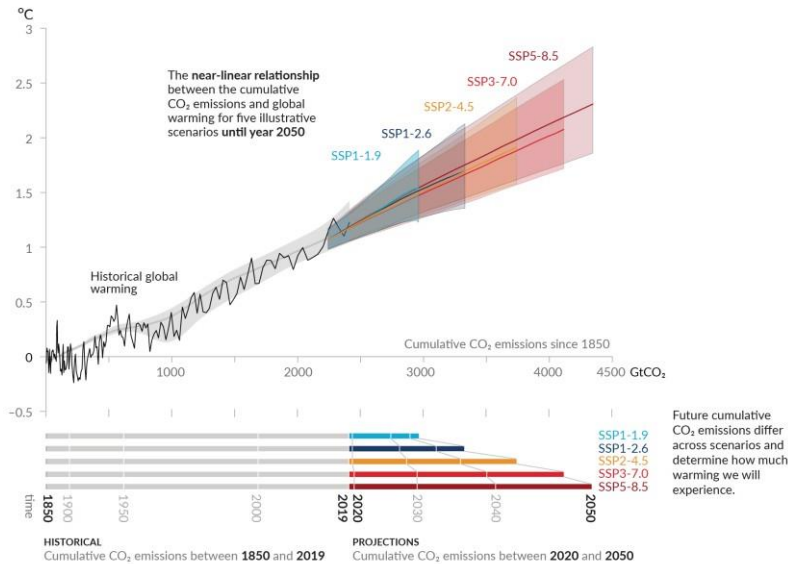 °C
3
SSP5-8.5
The near-linear relationship
between the cumulative
CO₂ emissions and global
warming for five illustrative
scenarios until year 2050
SSP3-7.0
2.5
SSP2-4.5
SSP1-2.6
2
SSP1-1.9
1.5
1
Historical global
warming
0.5
Cumulative CO₂ emissions since 1850
0
1000
2000
3000
4000
4500 GtCO₂
−0.5
SSP1-1.9
SSP1-2.6
SSP2-4.5
SSP3-7.0
SSP5-8.5
Future cumulative
CO₂ emissions differ
across scenarios and
determine how much
warming we will
experience.
time
1850
1900
1950
2000
2019
2020
2030
2040
2050
HISTORICAL
Cumulative CO₂ emissions between 1850 and 2019
PROJECTIONS
Cumulative CO₂ emissions between 2020 and 2050